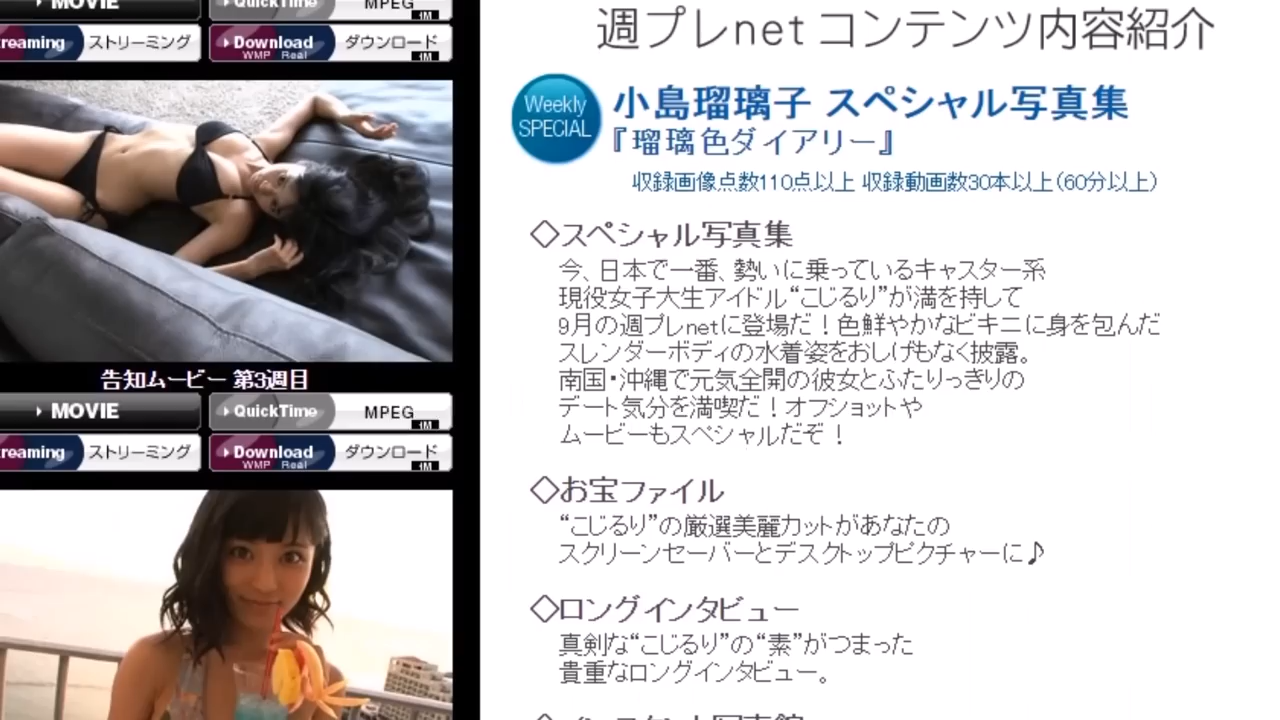 MOVIE
QuickTime
MPEG
1M
reaming
ストリーミング
Download
WMP Real
ダウンロード
1M
告知ムービー 第3週目
MOVIE
QuickTime
MPEG
1M
reaming
ストリーミング
Download
WMP Real
ダウンロード
1M
週プレnet コンテンツ内容紹介
Weekly
SPECIAL
小島瑠璃子 スペシャル写真集
『瑠璃色ダイアリー』
収録画像点数110点以上 収録動画数30本以上(60分以上)
◇スペシャル写真集
今、日本で一番、勢いに乗っているキャスター系
現役女子大生アイドル“こじるり”が満を持して
9月の週プレnetに登場だ！色鮮やかなビキニに身を包んだ
スレンダーボディの水着姿をおしげもなく披露。
南国・沖縄で元気全開の彼女とふたりっきりの
デート気分を満喫だ！オフショットや
ムービーもスペシャルだぞ！
◇お宝ファイル
“こじるり”の厳選美麗カットがあなたの
スクリーンセーバーとデスクトップピクチャーに♪
◇ロングインタビュー
真剣な“こじるり”の“素”がつまった
貴重なロングインタビュー。